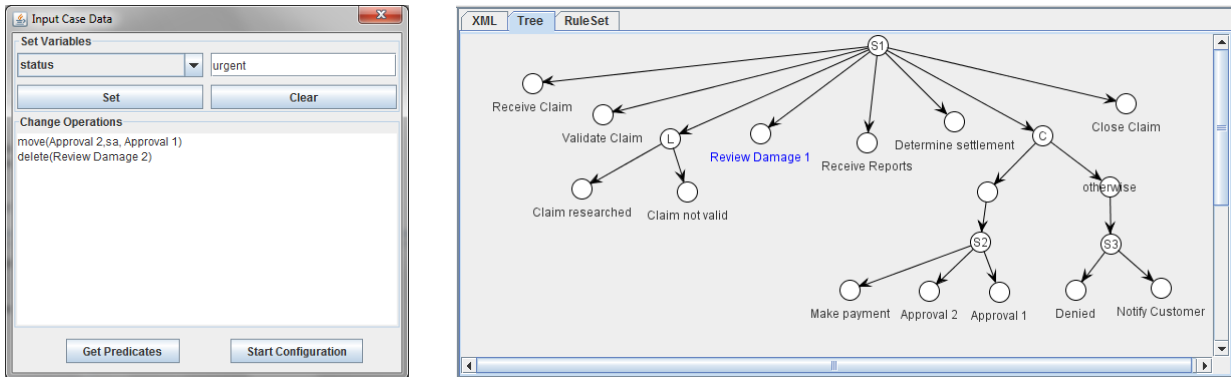 Input Case Data
Set Variables
status
urgent
Set
Clear
Change Operations
move(Approval 2,sa, Approval 1)
delete(Review Damage 2)
Get Predicates
Start Configuration
XML
Tree
RuleSet
S1
Receive Claim
Validate Claim
L
Review Damage 1
Receive Reports
Determine settlement
C
Close Claim
Claim researched
Claim not valid
otherwise
S2
S3
Make payment
Approval 2
Approval 1
Denied
Notify Customer